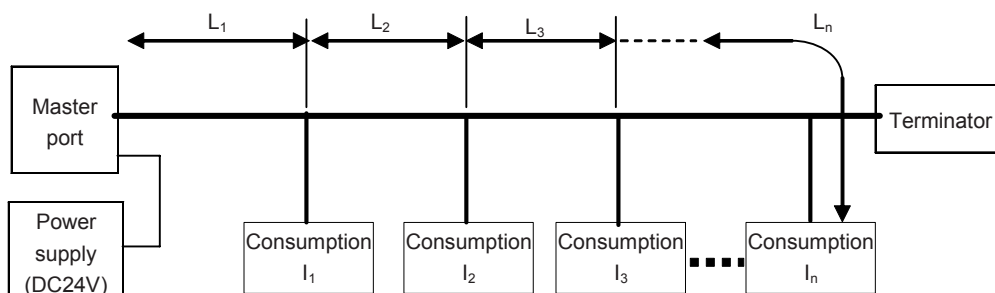 L1
L2
L3
Ln
Master
port
Terminator
Power
supply
(DC24V)
Consumption
I1
Consumption
I2
Consumption
I3
Consumption
In